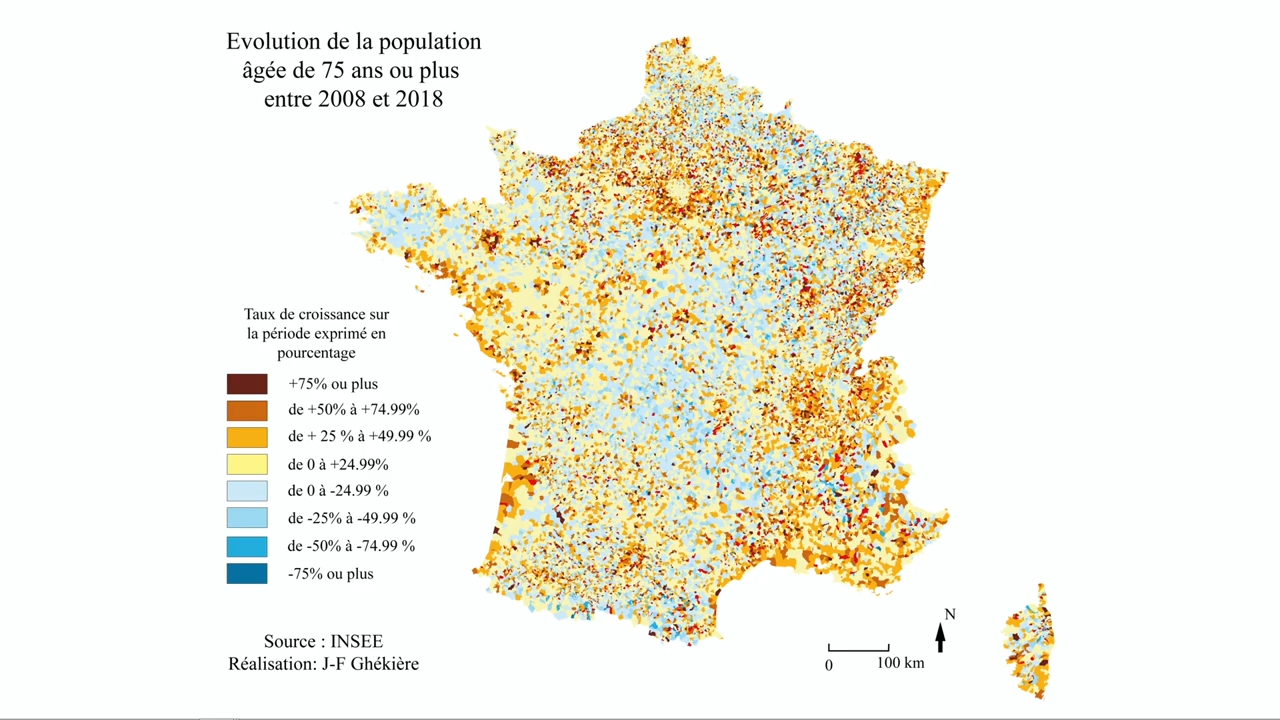 Evolution de la population
âgée de 75 ans ou plus
entre 2008 et 2018
Taux de croissance sur
la période exprimé en
pourcentage
+75% ou plus
de +50% à +74.99%
de + 25 % à +49.99 %
de 0 à +24.99%
de 0 à -24.99 %
de -25% à -49.99 %
de -50% à -74.99 %
-75% ou plus
Source : INSEE
Réalisation: J-F Ghékière
N
0
100 km